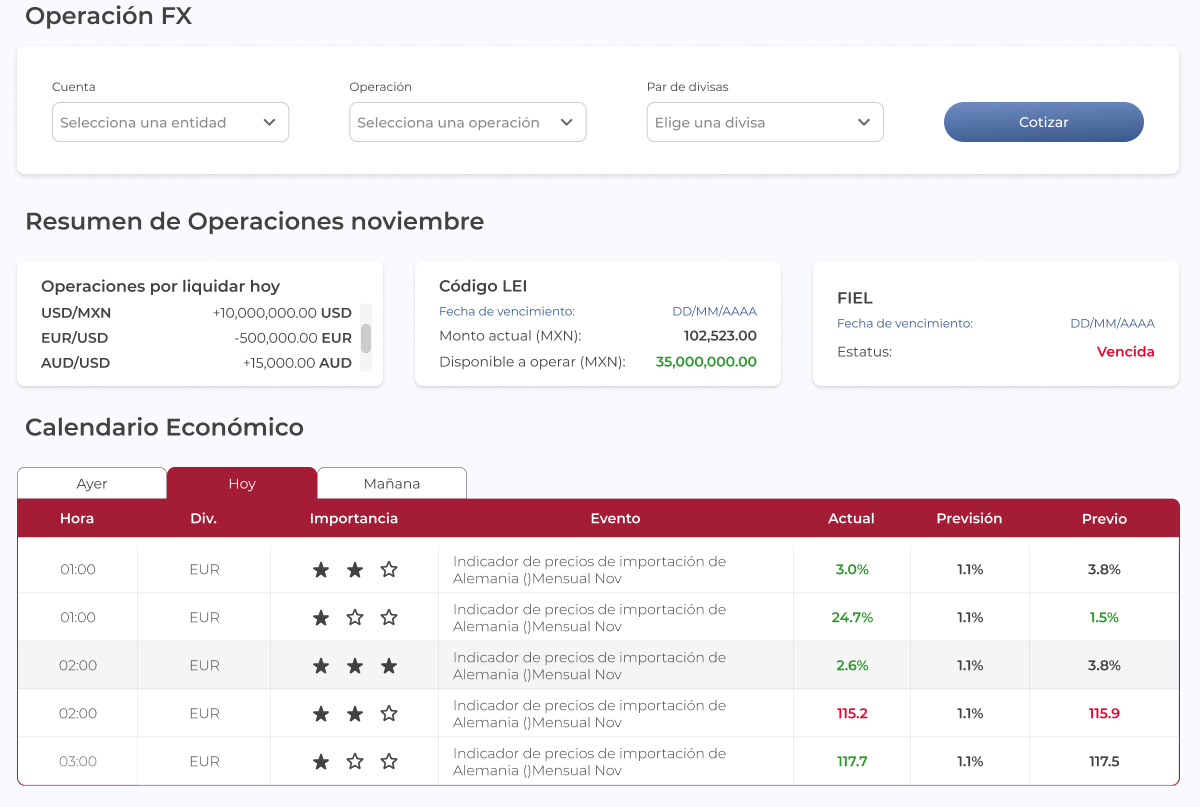 Operación FX
Cuenta Operación Par de divisas
Selecciona una entidad Selecciona una operación Elige una divisa Cotizar
Resumen de Operaciones noviembre
Operaciones por liquidar hoy
USD/MXN +10,000,000.00 USD
EUR/USD -500,000.00 EUR
AUD/USD +15,000.00 AUD
Código LEI
Fecha de vencimiento: DD/MM/AAAA
Monto actual (MXN): 102,523.00
Disponible a operar (MXN): 35,000,000.00
FIEL
Fecha de vencimiento: DD/MM/AAAA
Estatus: Vencida
Calendario Económico
Ayer Hoy Mañana
Hora Div. Importancia Evento Actual Previsión Previo
01:00 EUR Indicador de precios de importación de
Alemania ()Mensual Nov 3.0% 1.1% 3.8%
01:00 EUR Indicador de precios de importación de
Alemania ()Mensual Nov 24.7% 1.1% 1.5%
02:00 EUR Indicador de precios de importación de
Alemania ()Mensual Nov 2.6% 1.1% 3.8%
02:00 EUR Indicador de precios de importación de
Alemania ()Mensual Nov 115.2 1.1% 115.9
03:00 EUR Indicador de precios de importación de
Alemania ()Mensual Nov 117.7 1.1% 117.5